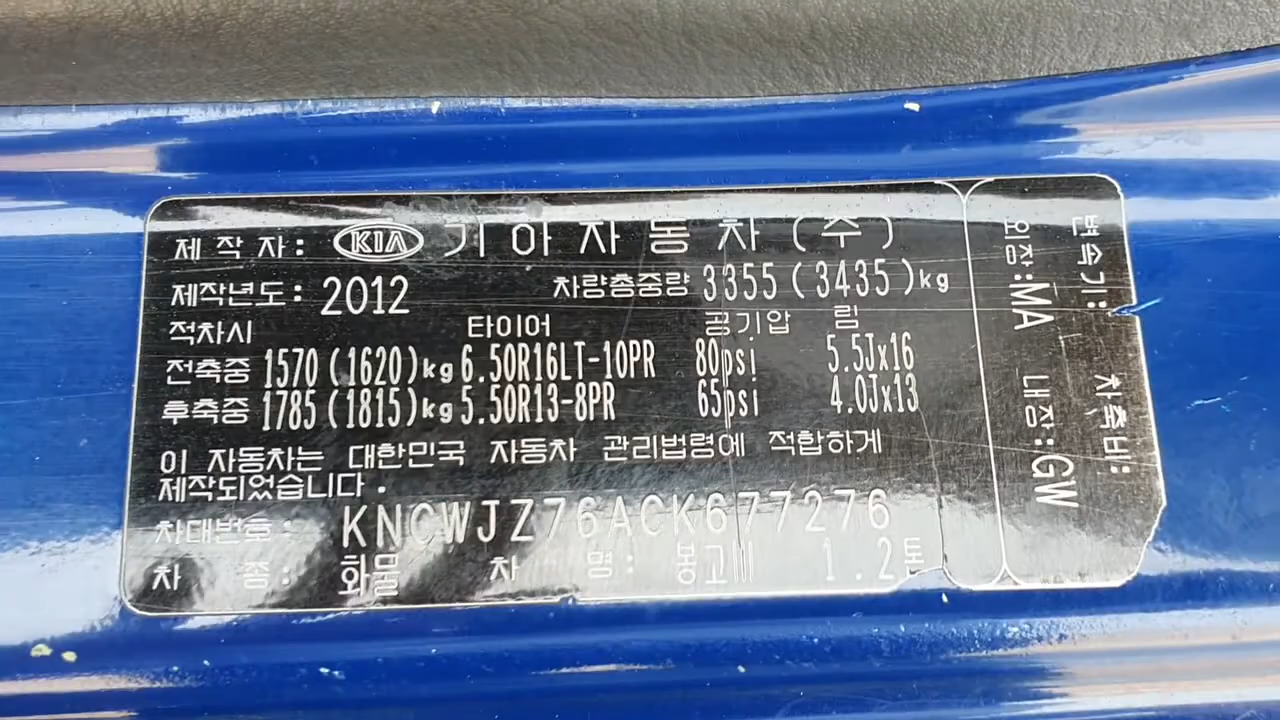 제 작 자: KIA 기 아 자 동 차 (주)
제작년도: 2012 차량총중량 3355 (3435)kg
적차시 타이어 공기압 림
전축중 1570 (1620)kg 6.50R16LT-10PR 80psi 5.5Jx16
후축중 1785 (1815)kg 5.50R13-8PR 65psi 4.0Jx13
이 자동차는 대한민국 자동차 관리법령에 적합하게
제작되었습니다.
차대번호: KNCWJZ76ACK677276
차 종: 화물 차 명: 봉고Ⅲ 1.2톤
변속기: 차축비:
외장:MA 내장:GW